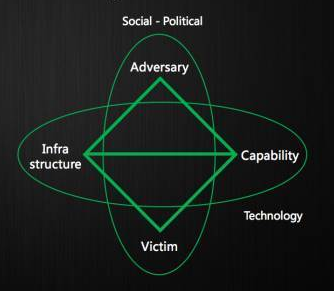 Social - Political
Adversary
Infra
structure
Capability
Technology
Victim